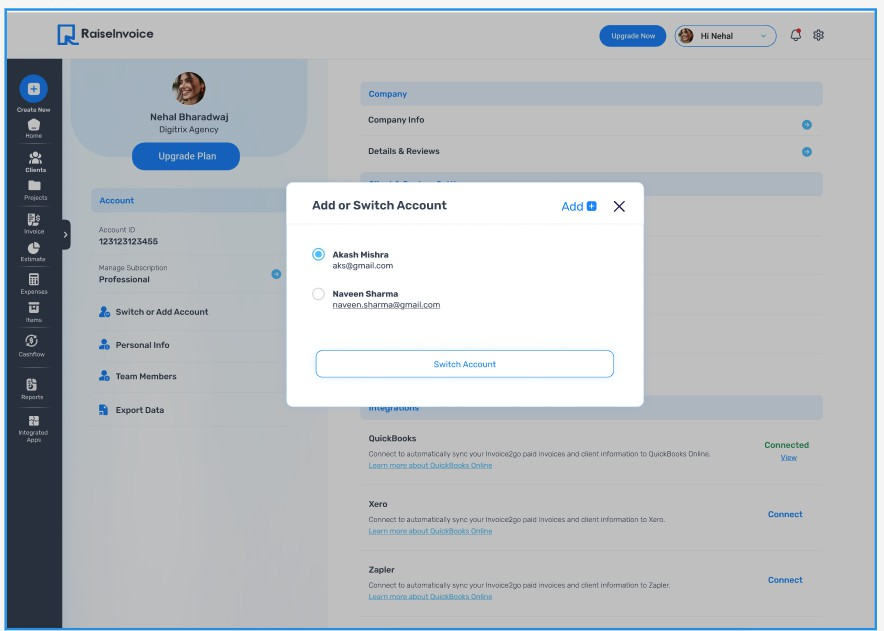 RaiseInvoice
Upgrade Now
Hi Nehal
Create New
Home
Clients
Projects
Invoice
Estimate
Expenses
Items
Cashflow
Reports
Integrated
Apps
Nehal Bharadwaj
Digitrix Agency
Upgrade Plan
Account
Account ID
123123123455
Manage Subscription
Professional
Switch or Add Account
Personal Info
Team Members
Export Data
Company
Company Info
Details & Reviews
Add or Switch Account
Add
Akash Mishra
aks@gmail.com
Naveen Sharma
naveen.sharma@gmail.com
Switch Account
Integrations
QuickBooks
Connect to automatically sync your Invoice2go paid invoices and client information to QuickBooks Online.
Learn more about QuickBooks Online
Connected
View
Xero
Connect to automatically sync your Invoice2go paid invoices and client information to Xero.
Learn more about QuickBooks Online
Connect
Zapier
Connect to automatically sync your Invoice2go paid invoices and client information to Zapier.
Learn more about QuickBooks Online
Connect